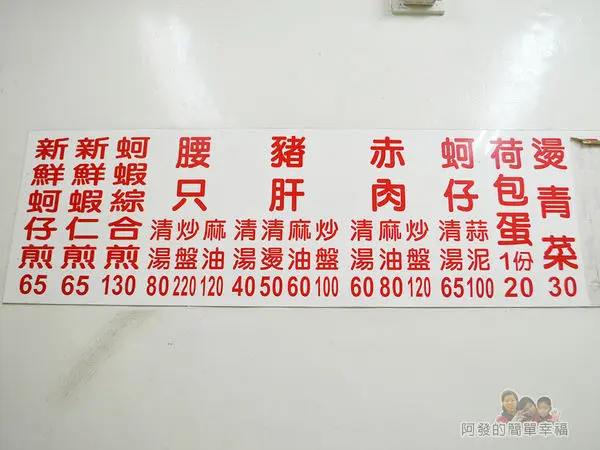 新鮮蚵仔煎 65
新鮮蝦仁煎 65
蚵蝦綜合煎 130
腰只
清湯 80
炒盤 220
麻油 120
豬肝
清湯 40
清燙 50
麻油 60
炒盤 100
赤肉
清湯 60
麻油 80
炒盤 120
蚵仔
清湯 65
蒜泥 100
荷包蛋 1份 20
燙青菜 30
阿發的簡單幸福